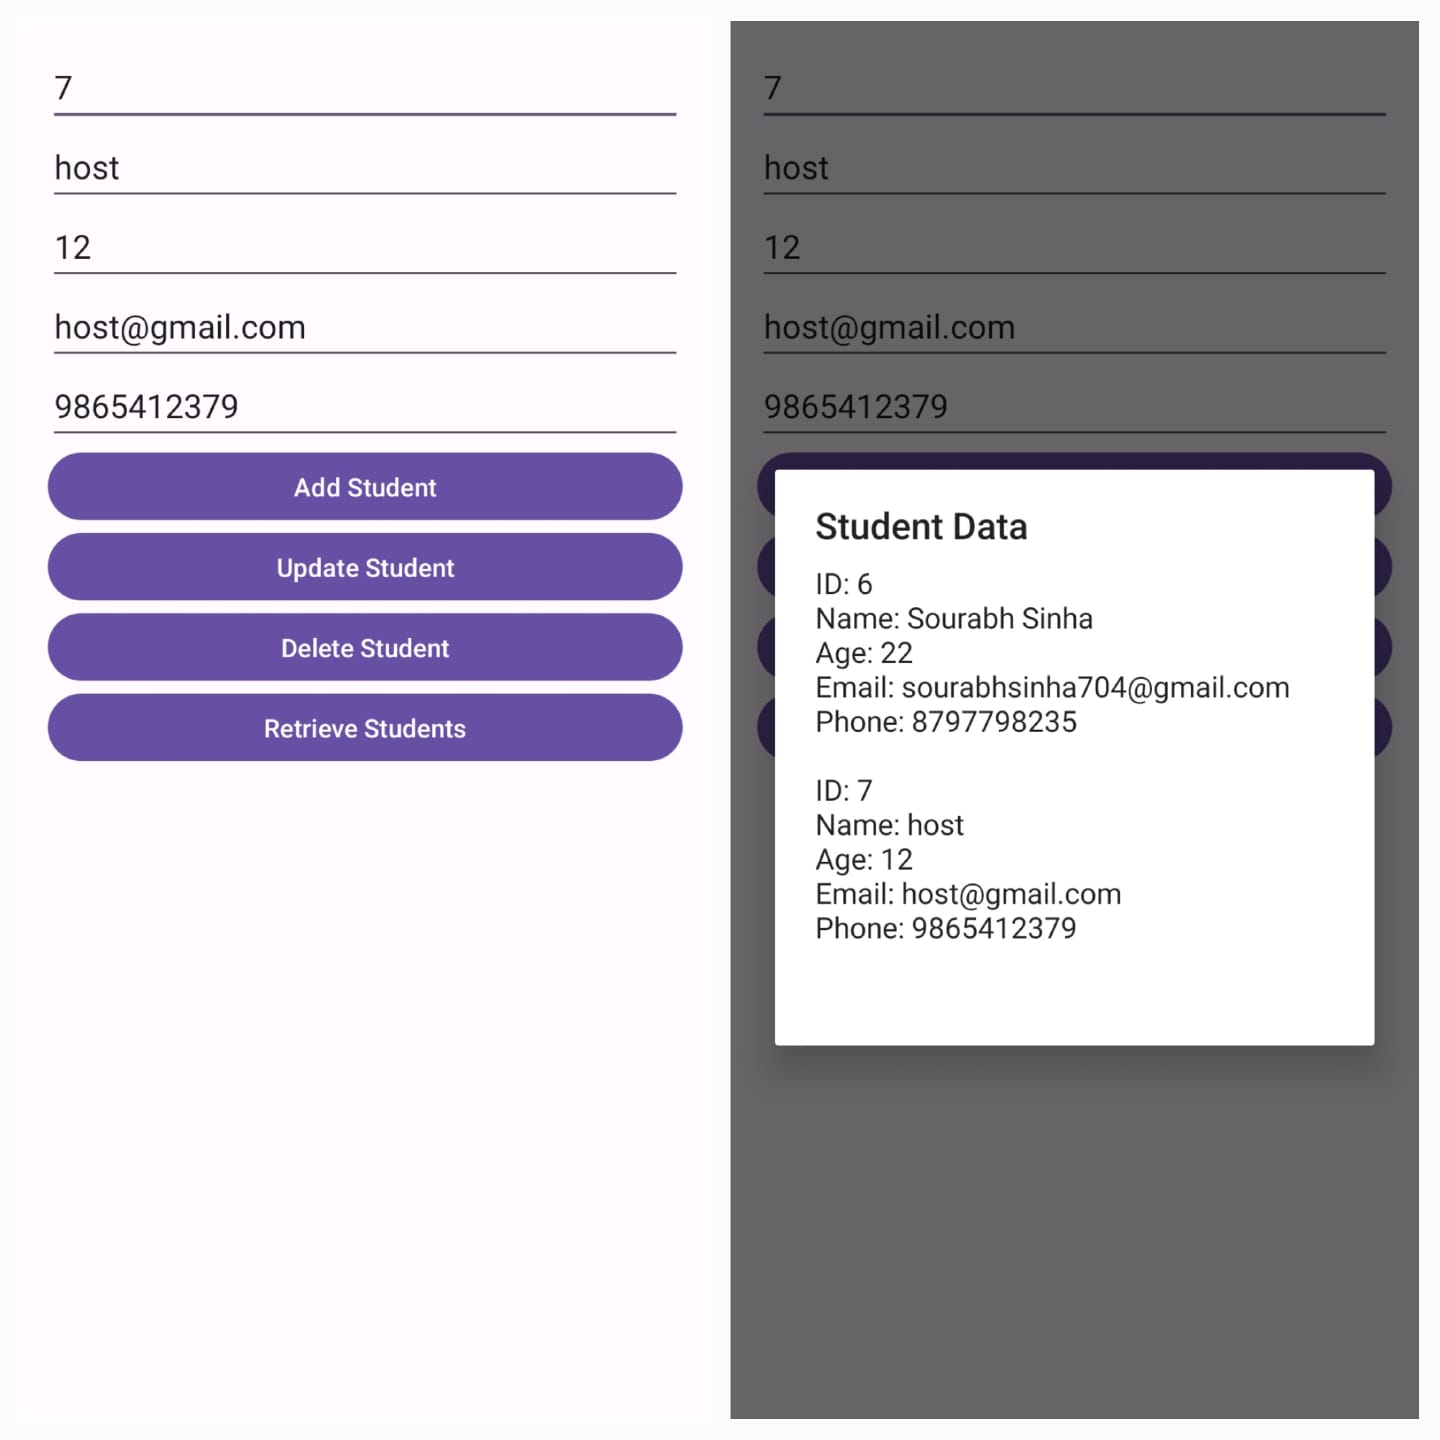 7
host
12
host@gmail.com
9865412379
Add Student
Update Student
Delete Student
Retrieve Students
7
host
12
host@gmail.com
9865412379
Student Data
ID: 6
Name: Sourabh Sinha
Age: 22
Email: sourabhsinha704@gmail.com
Phone: 8797798235
ID: 7
Name: host
Age: 12
Email: host@gmail.com
Phone: 9865412379